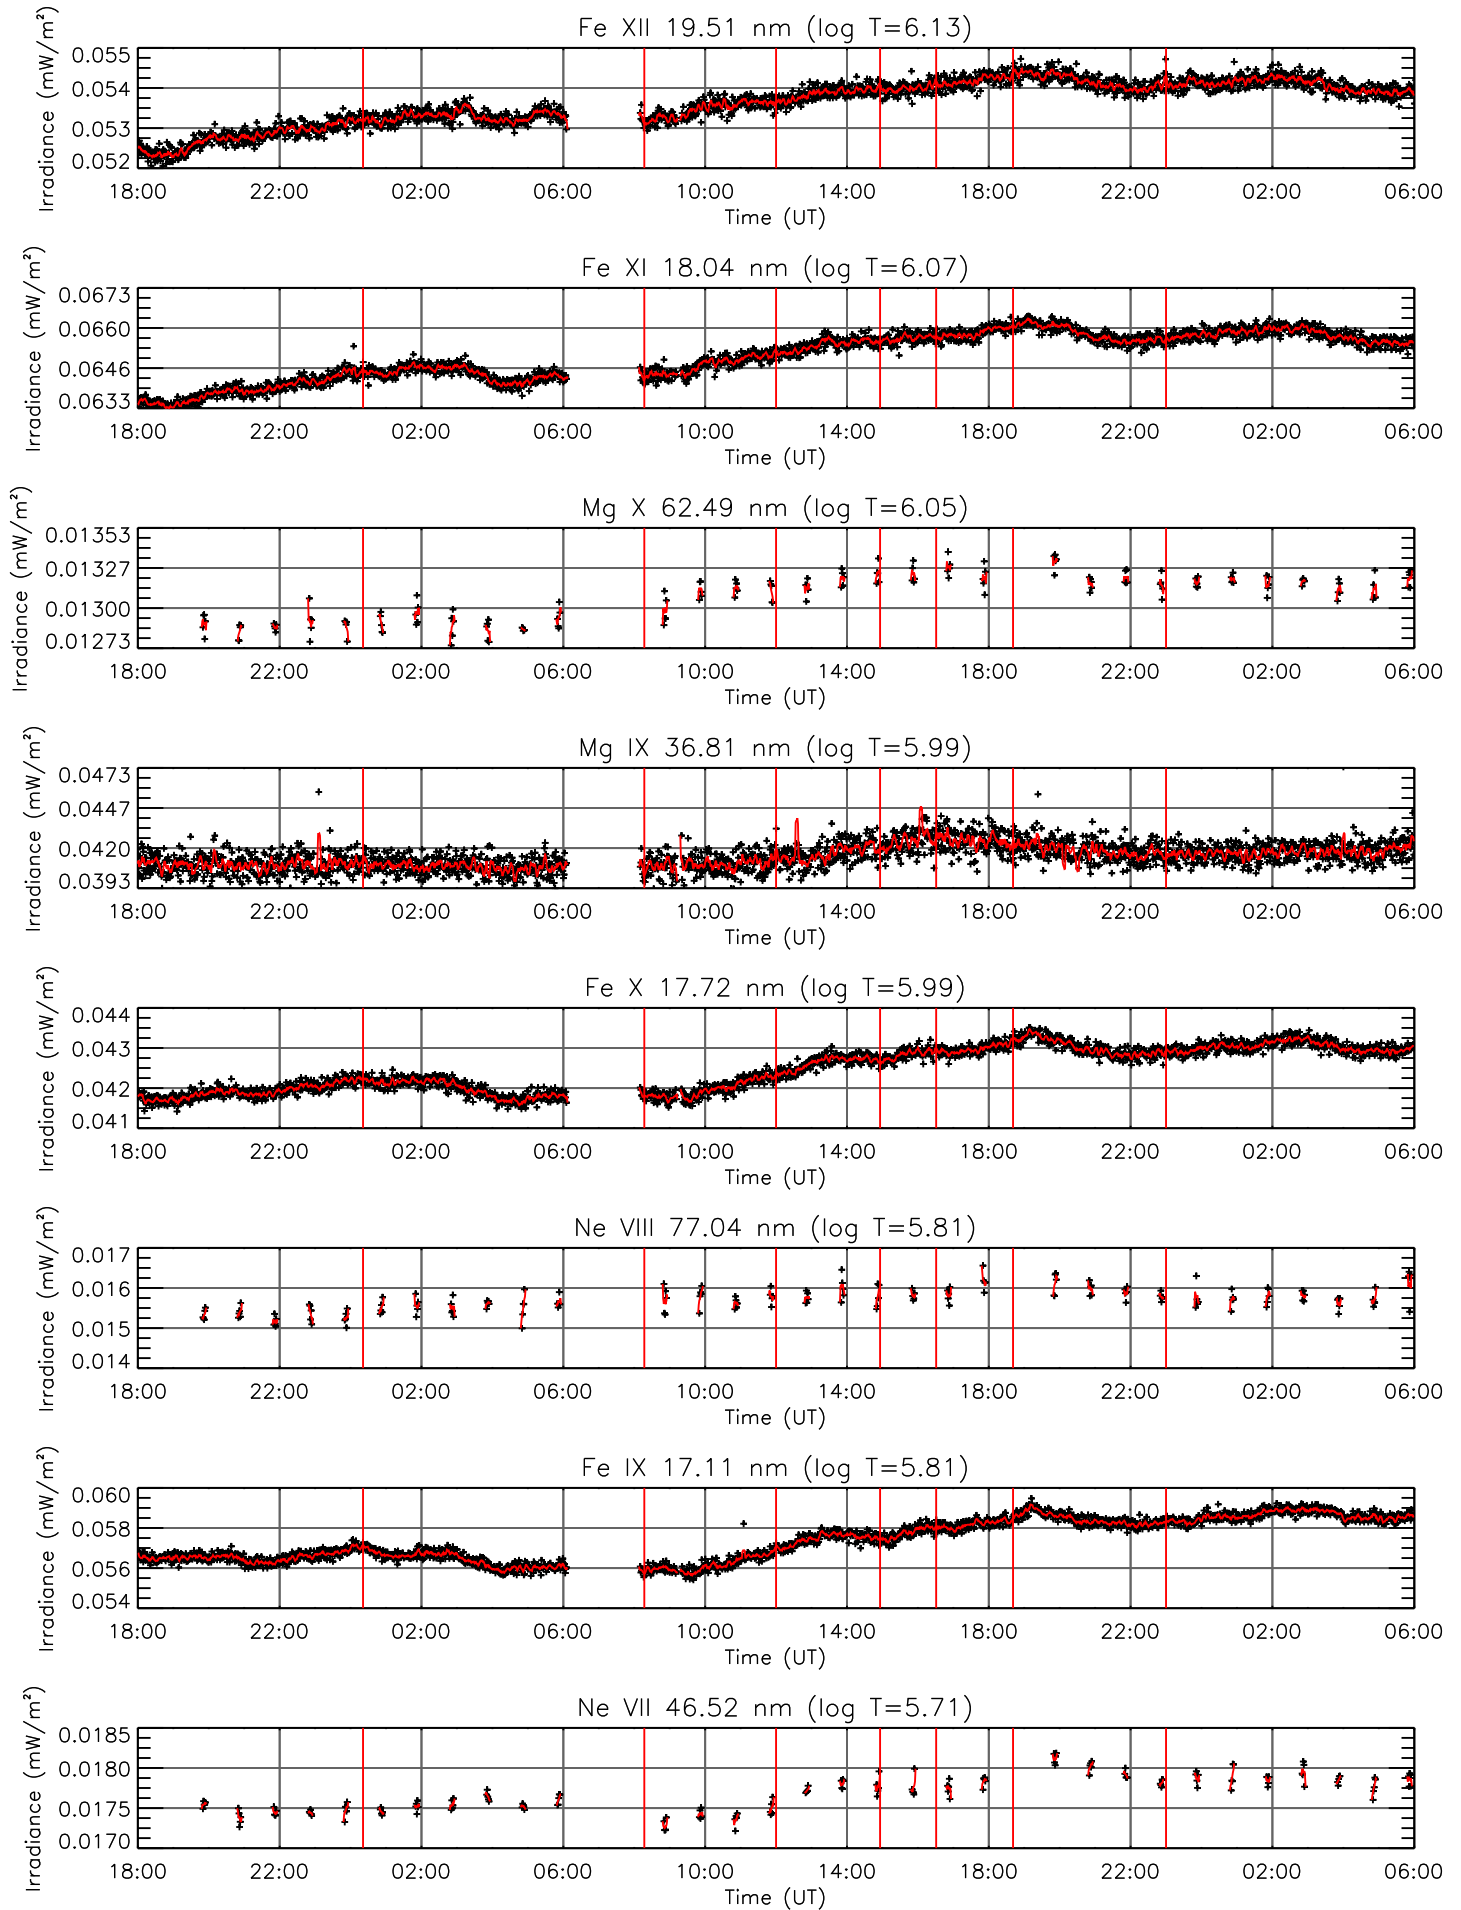 Fe XII 19.51 nm (log T=6.13)
Irradiance (mW/m²)
0.055
0.054
0.053
0.052
18:00 22:00 02:00 06:00 10:00 14:00 18:00 22:00 02:00 06:00
Time (UT)
Fe XI 18.04 nm (log T=6.07)
Irradiance (mW/m²)
0.0673
0.0660
0.0646
0.0633
18:00 22:00 02:00 06:00 10:00 14:00 18:00 22:00 02:00 06:00
Time (UT)
Mg X 62.49 nm (log T=6.05)
Irradiance (mW/m²)
0.01353
0.01327
0.01300
0.01273
18:00 22:00 02:00 06:00 10:00 14:00 18:00 22:00 02:00 06:00
Time (UT)
Mg IX 36.81 nm (log T=5.99)
Irradiance (mW/m²)
0.0473
0.0447
0.0420
0.0393
18:00 22:00 02:00 06:00 10:00 14:00 18:00 22:00 02:00 06:00
Time (UT)
Fe X 17.72 nm (log T=5.99)
Irradiance (mW/m²)
0.044
0.043
0.042
0.041
18:00 22:00 02:00 06:00 10:00 14:00 18:00 22:00 02:00 06:00
Time (UT)
Ne VIII 77.04 nm (log T=5.81)
Irradiance (mW/m²)
0.017
0.016
0.015
0.014
18:00 22:00 02:00 06:00 10:00 14:00 18:00 22:00 02:00 06:00
Time (UT)
Fe IX 17.11 nm (log T=5.81)
Irradiance (mW/m²)
0.060
0.058
0.056
0.054
18:00 22:00 02:00 06:00 10:00 14:00 18:00 22:00 02:00 06:00
Time (UT)
Ne VII 46.52 nm (log T=5.71)
Irradiance (mW/m²)
0.0185
0.0180
0.0175
0.0170
18:00 22:00 02:00 06:00 10:00 14:00 18:00 22:00 02:00 06:00
Time (UT)